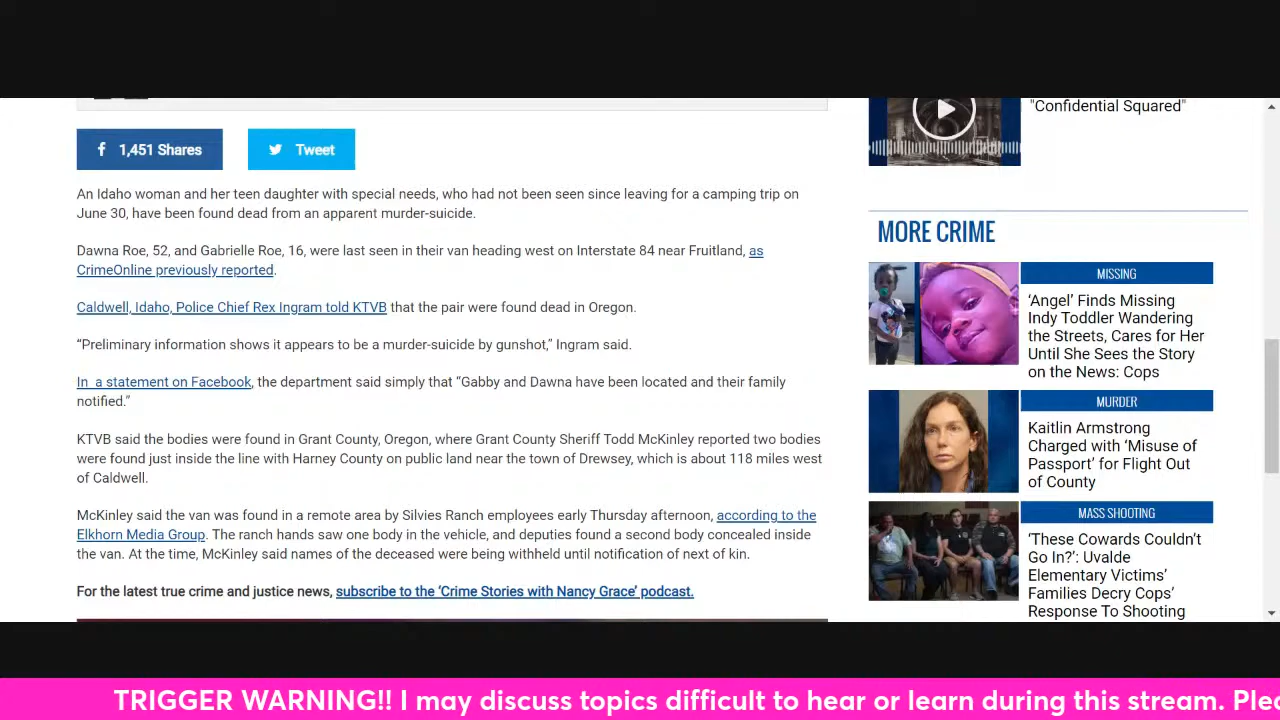 1,451 Shares
Tweet
An Idaho woman and her teen daughter with special needs, who had not been seen since leaving for a camping trip on
June 30, have been found dead from an apparent murder-suicide.
Dawna Roe, 52, and Gabrielle Roe, 16, were last seen in their van heading west on Interstate 84 near Fruitland, as
CrimeOnline previously reported.
Caldwell, Idaho, Police Chief Rex Ingram told KTVB that the pair were found dead in Oregon.
“Preliminary information shows it appears to be a murder-suicide by gunshot,” Ingram said.
In  a statement on Facebook, the department said simply that “Gabby and Dawna have been located and their family
notified.”
KTVB said the bodies were found in Grant County, Oregon, where Grant County Sheriff Todd McKinley reported two bodies
were found just inside the line with Harney County on public land near the town of Drewsey, which is about 118 miles west
of Caldwell.
McKinley said the van was found in a remote area by Silvies Ranch employees early Thursday afternoon, according to the
Elkhorn Media Group. The ranch hands saw one body in the vehicle, and deputies found a second body concealed inside
the van. At the time, McKinley said names of the deceased were being withheld until notification of next of kin.
For the latest true crime and justice news, subscribe to the ‘Crime Stories with Nancy Grace’ podcast.
"Confidential Squared"
MORE CRIME
MISSING
‘Angel’ Finds Missing
Indy Toddler Wandering
the Streets, Cares for Her
Until She Sees the Story
on the News: Cops
MURDER
Kaitlin Armstrong
Charged with ‘Misuse of
Passport’ for Flight Out
of County
MASS SHOOTING
‘These Cowards Couldn’t
Go In?’: Uvalde
Elementary Victims’
Families Decry Cops’
Response To Shooting
TRIGGER WARNING!! I may discuss topics difficult to hear or learn during this stream. Plea